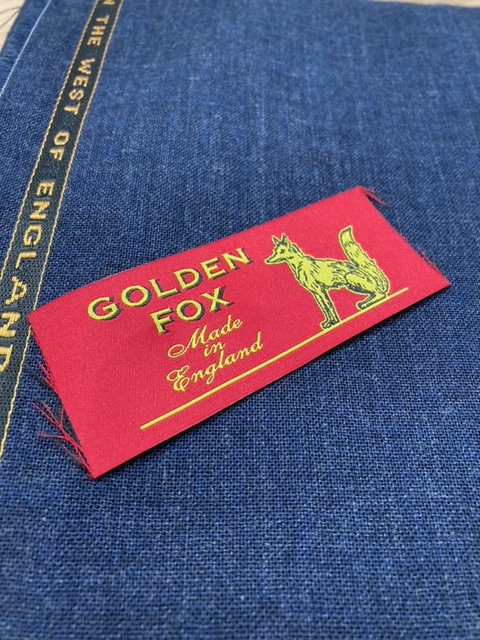 N THE WEST OF ENGLAND
GOLDEN
FOX
Made
in
England